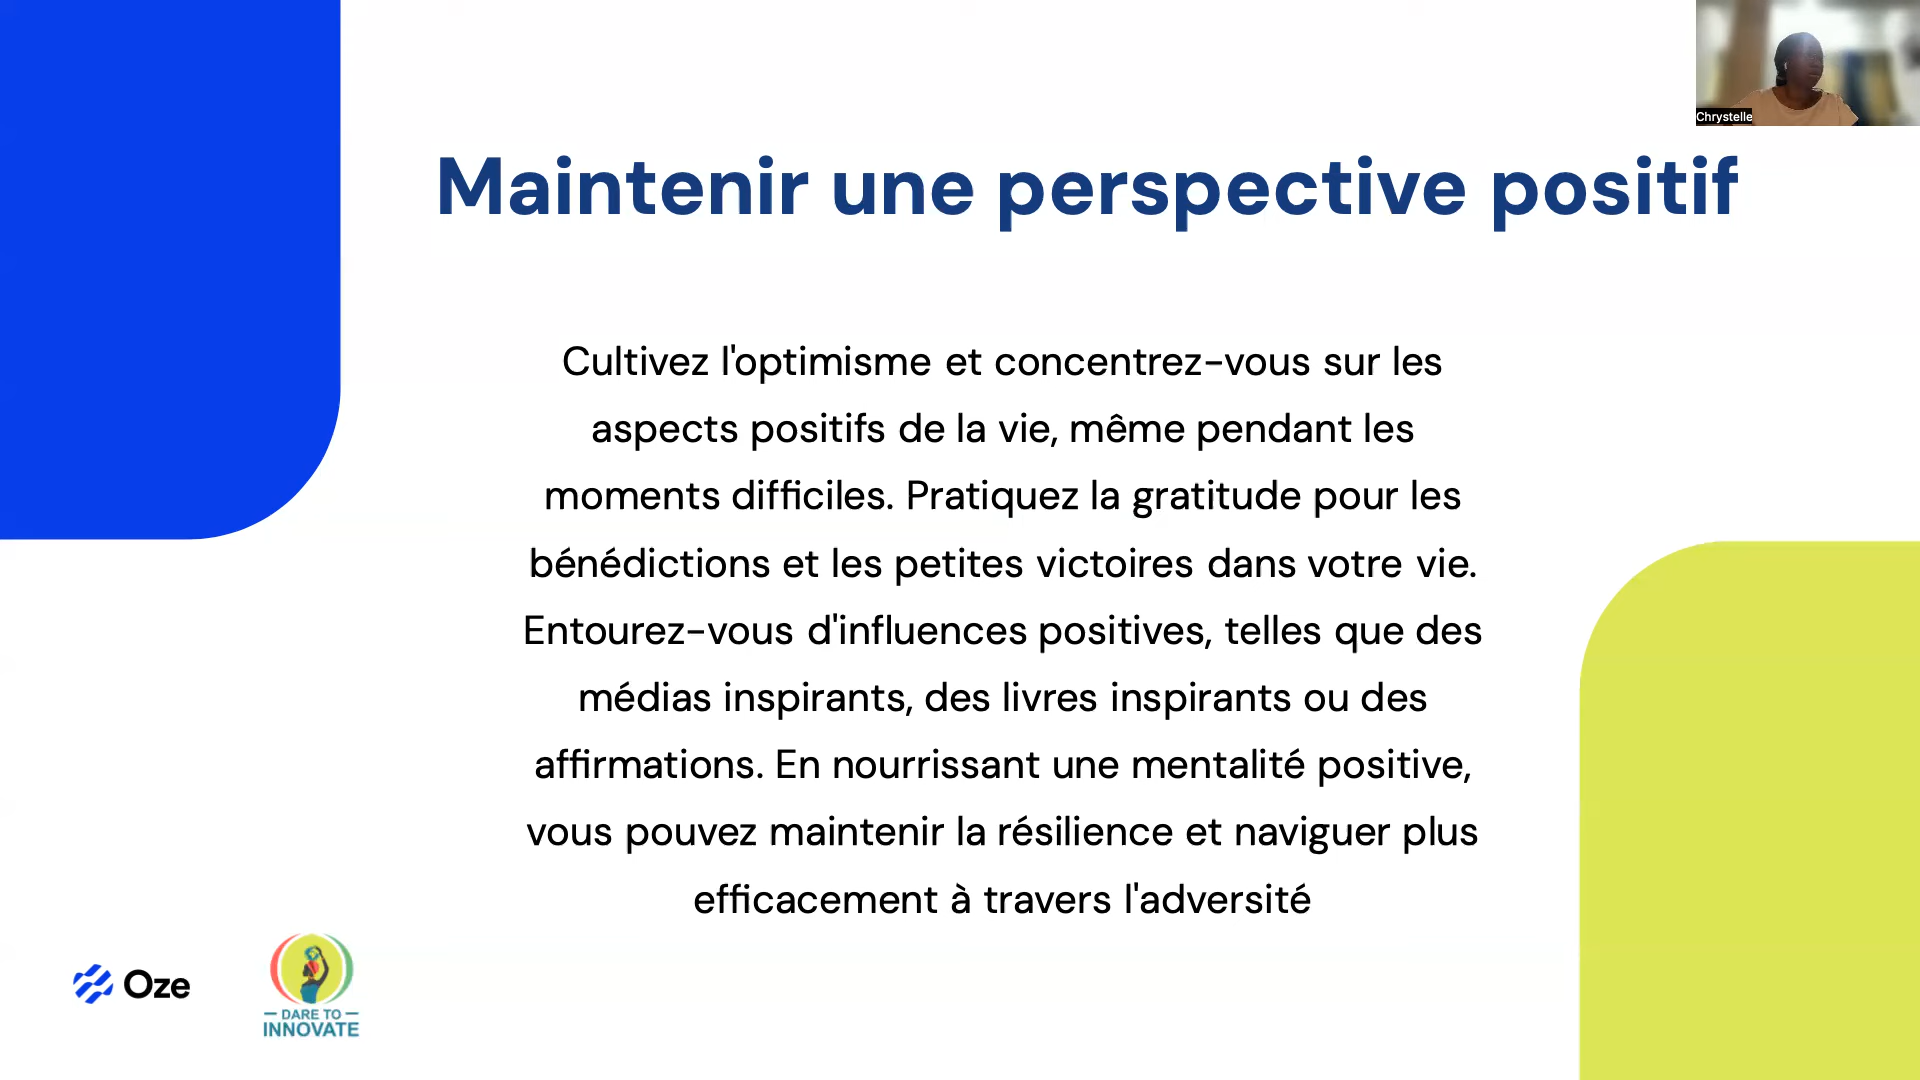 Chrystelle
Maintenir une perspective positif
Cultivez l'optimisme et concentrez-vous sur les
aspects positifs de la vie, même pendant les
moments difficiles. Pratiquez la gratitude pour les
bénédictions et les petites victoires dans votre vie.
Entourez-vous d'influences positives, telles que des
médias inspirants, des livres inspirants ou des
affirmations. En nourrissant une mentalité positive,
vous pouvez maintenir la résilience et naviguer plus
efficacement à travers l'adversité
Oze
DARE TO
INNOVATE